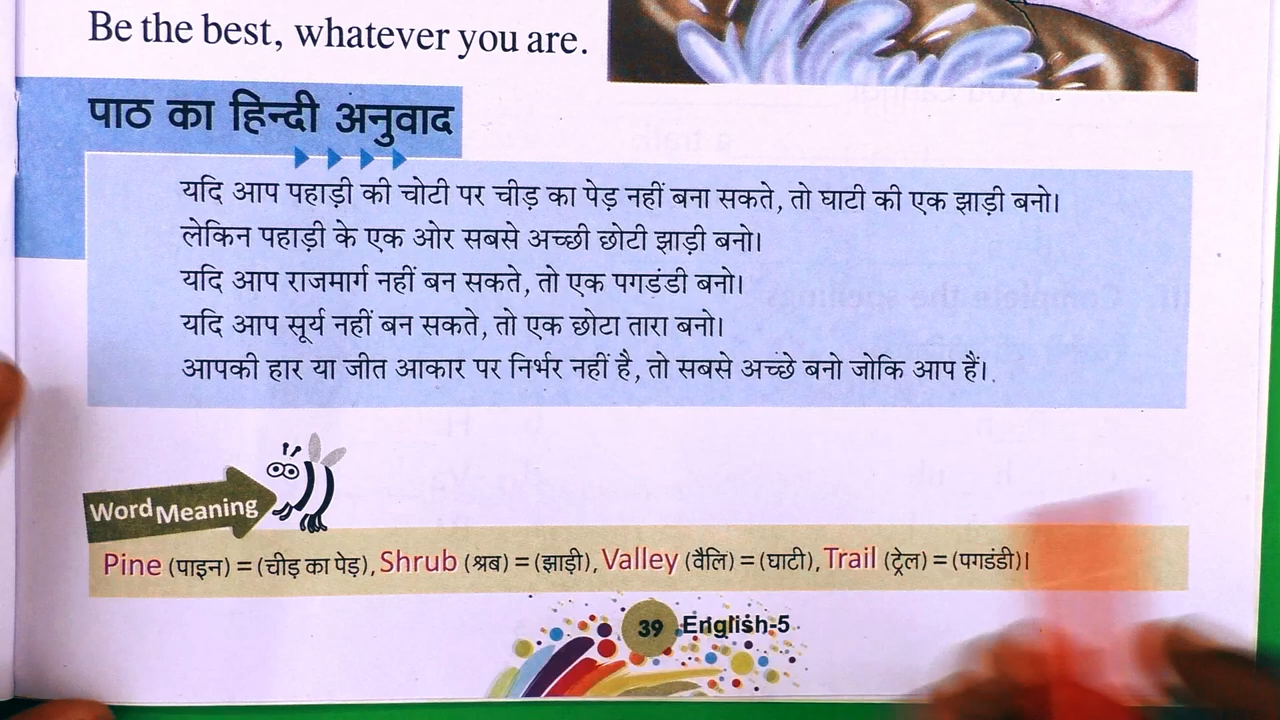 Be the best, whatever you are.
पाठ का हिन्दी अनुवाद
यदि आप पहाड़ी की चोटी पर चीड़ का पेड़ नहीं बना सकते, तो घाटी की एक झाड़ी बनो।
लेकिन पहाड़ी के एक ओर सबसे अच्छी छोटी झाड़ी बनो।
यदि आप राजमार्ग नहीं बन सकते, तो एक पगडंडी बनो।
यदि आप सूर्य नहीं बन सकते, तो एक छोटा तारा बनो।
आपकी हार या जीत आकार पर निर्भर नहीं है, तो सबसे अच्छे बनो जोकि आप हैं।
Word Meaning
Pine (पाइन) = (चीड़ का पेड़), Shrub (श्रब) = (झाड़ी), Valley (वैलि) = (घाटी), Trail (ट्रेल) = (पगडंडी)।
39 English-5